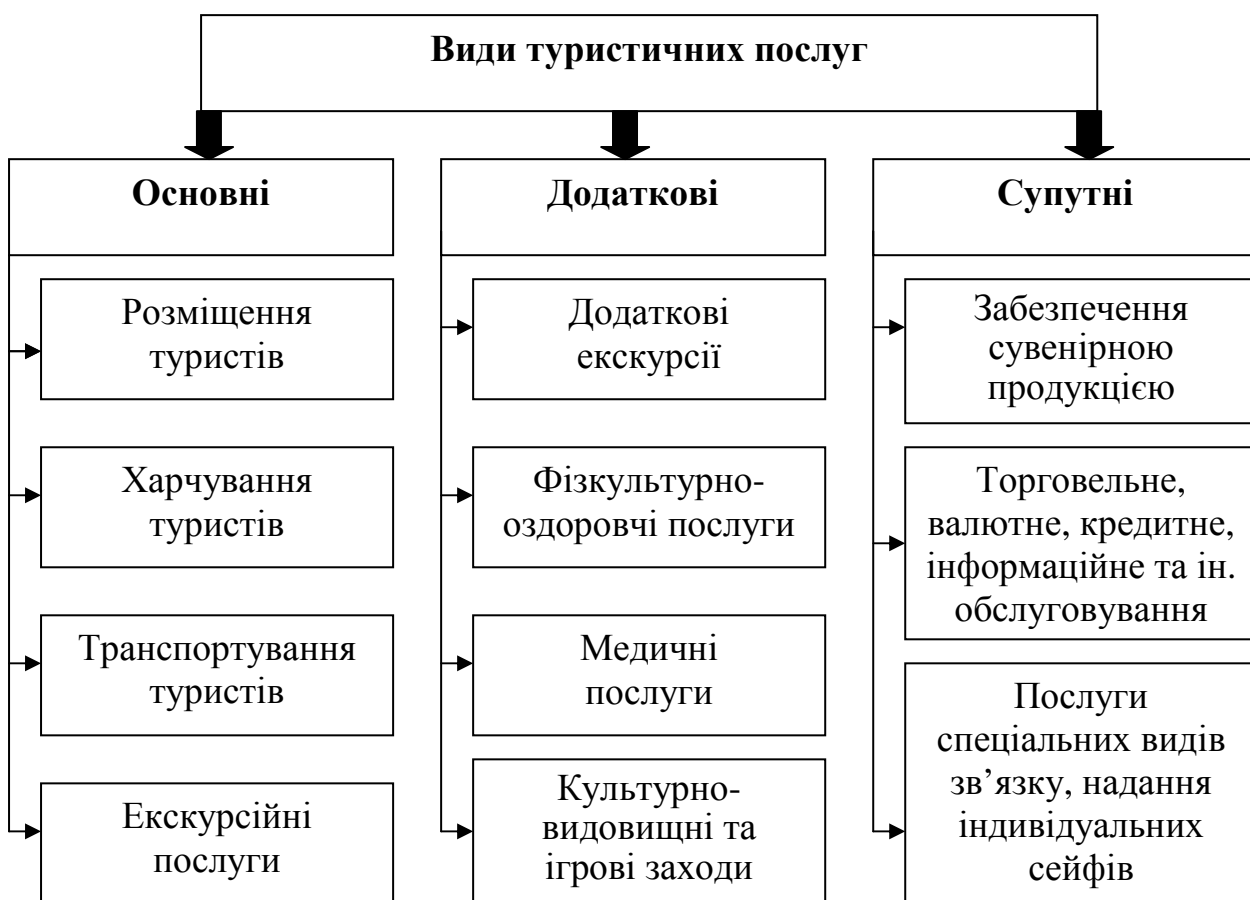 Види туристичних послуг
Основні
Розміщення
туристів
Харчування
туристів
Транспортування
туристів
Екскурсійні
послуги
Додаткові
Додаткові
екскурсії
Фізкультурно-
оздоровчі послуги
Медичні
послуги
Культурно-
видовищні та
ігрові заходи
Супутні
Забезпечення
сувенірною
продукцією
Торговельне,
валютне, кредитне,
інформаційне та ін.
обслуговування
Послуги
спеціальних видів
зв’язку, надання
індивідуальних
сейфів